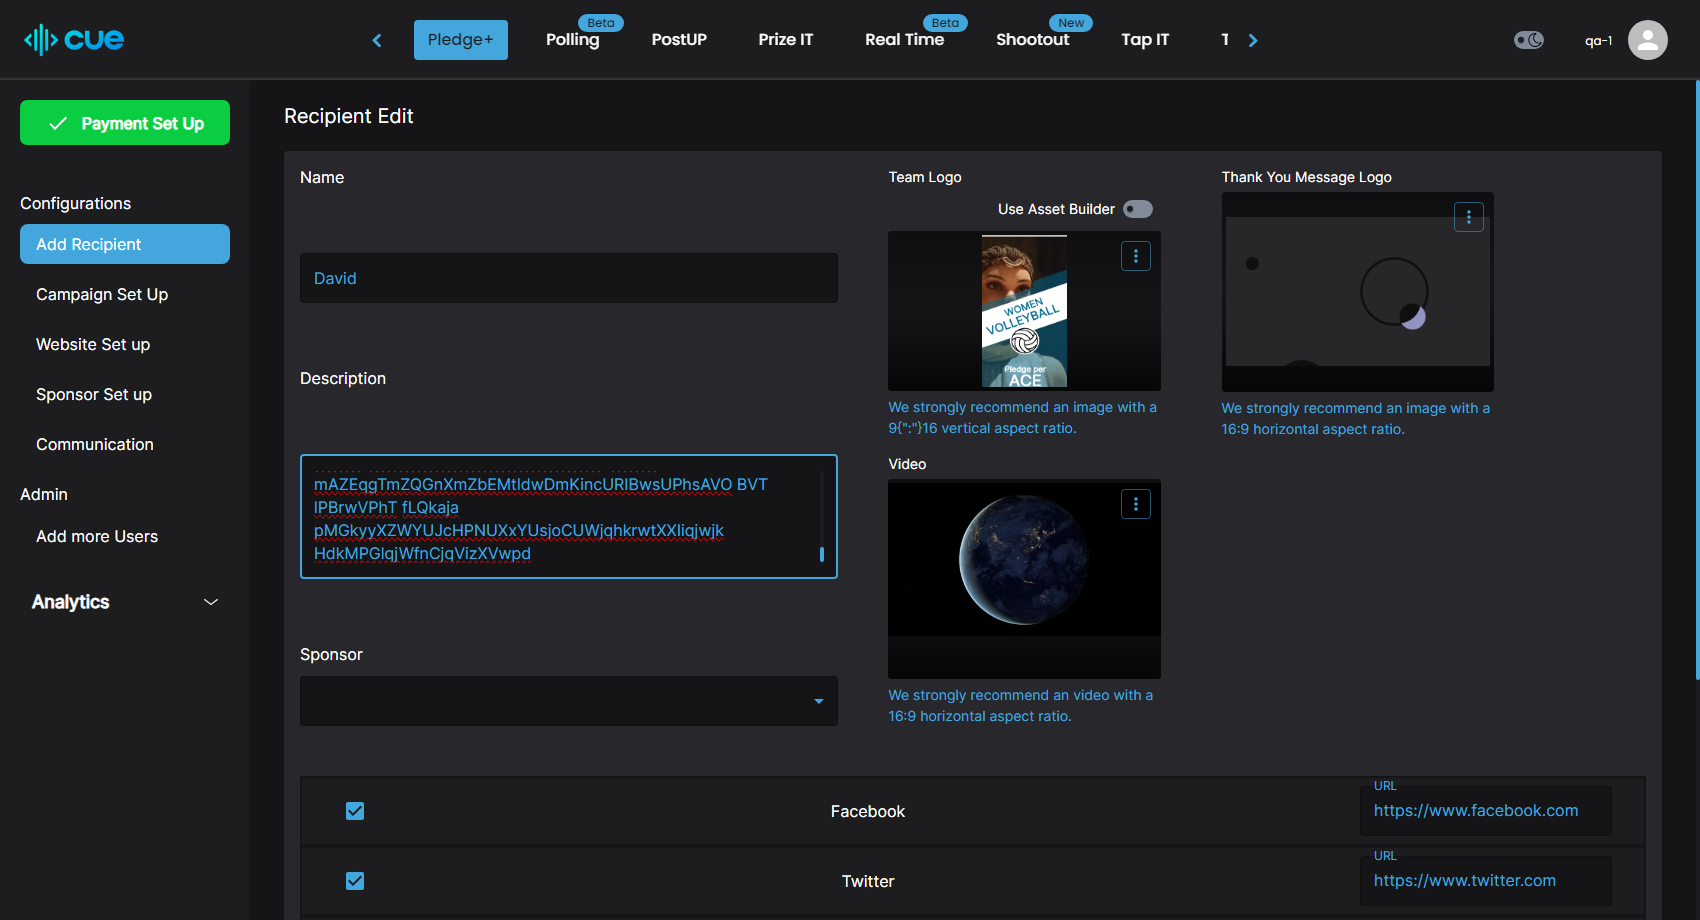 cue
Pledge+
Beta
Polling
PostUP
Prize IT
Beta
Real Time
New
Shootout
Tap IT
qa-1
Payment Set Up
Configurations
Add Recipient
Campaign Set Up
Website Set up
Sponsor Set up
Communication
Admin
Add more Users
Analytics
Recipient Edit
Name
David
Description
mAZEqgTmZQGnXmZbEMtIdwDmKincURIBwsUPhsAVO BVT
lPBrwVPhT fLQkaja
pMGkyyXZWYUJcHPNUXxYUsjoCUWjqhkrwtXXIiqjwjk
HdkMPGlqjWfnCjqVizXVwpd
Sponsor
Team Logo
Use Asset Builder
WOMEN
VOLLEYBALL
Pledge per
ACE
We strongly recommend an image with a
9{":"}16 vertical aspect ratio.
Thank You Message Logo
We strongly recommend an image with a
16:9 horizontal aspect ratio.
Video
We strongly recommend an video with a
16:9 horizontal aspect ratio.
Facebook
URL
https://www.facebook.com
Twitter
URL
https://www.twitter.com